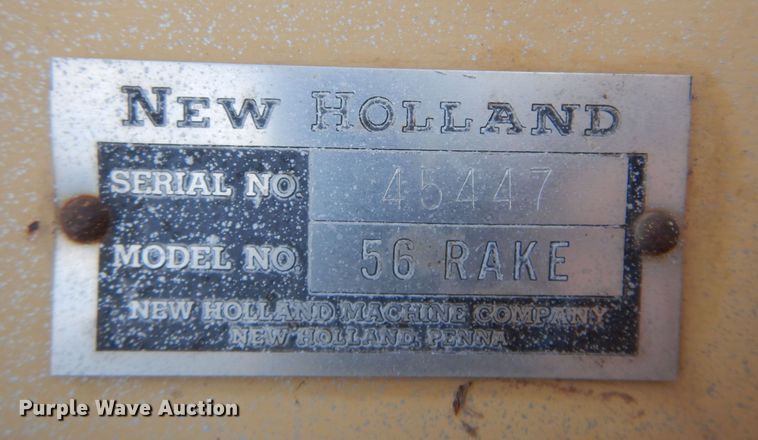 NEW HOLLAND
SERIAL NO. 45447
MODEL NO. 56 RAKE
NEW HOLLAND MACHINE COMPANY
NEW HOLLAND, PENNA
Purple Wave Auction